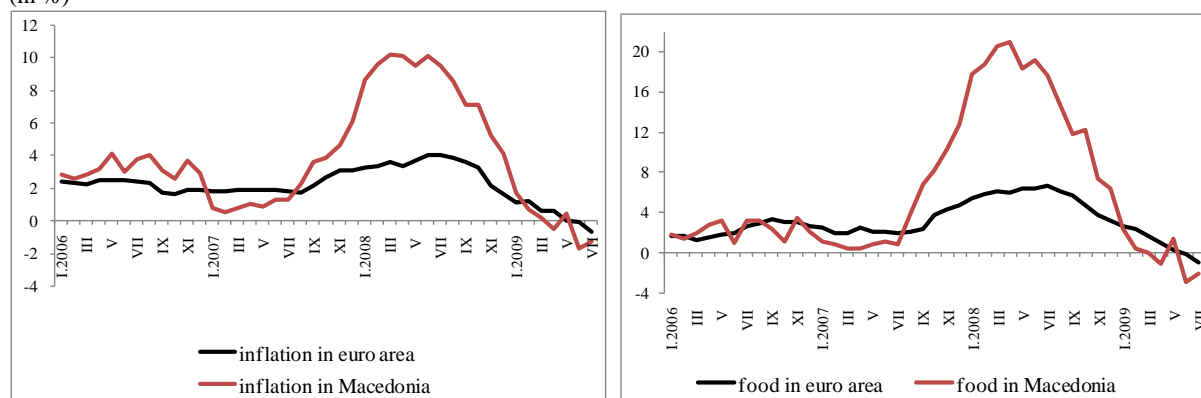 (in %)
12
10
8
6
4
2
0
-2
-4
I.2006
III
V
VII
IX
XI
I.2007
III
V
VII
IX
XI
I.2008
III
V
VII
IX
XI
I.2009
III
V
VII
inflation in euro area
inflation in Macedonia
20
16
12
8
4
0
-4
I.2006
III
V
VII
IX
XI
I.2007
III
V
VII
IX
XI
I.2008
III
V
VII
IX
XI
I.2009
III
V
VII
food in euro area
food in Macedonia